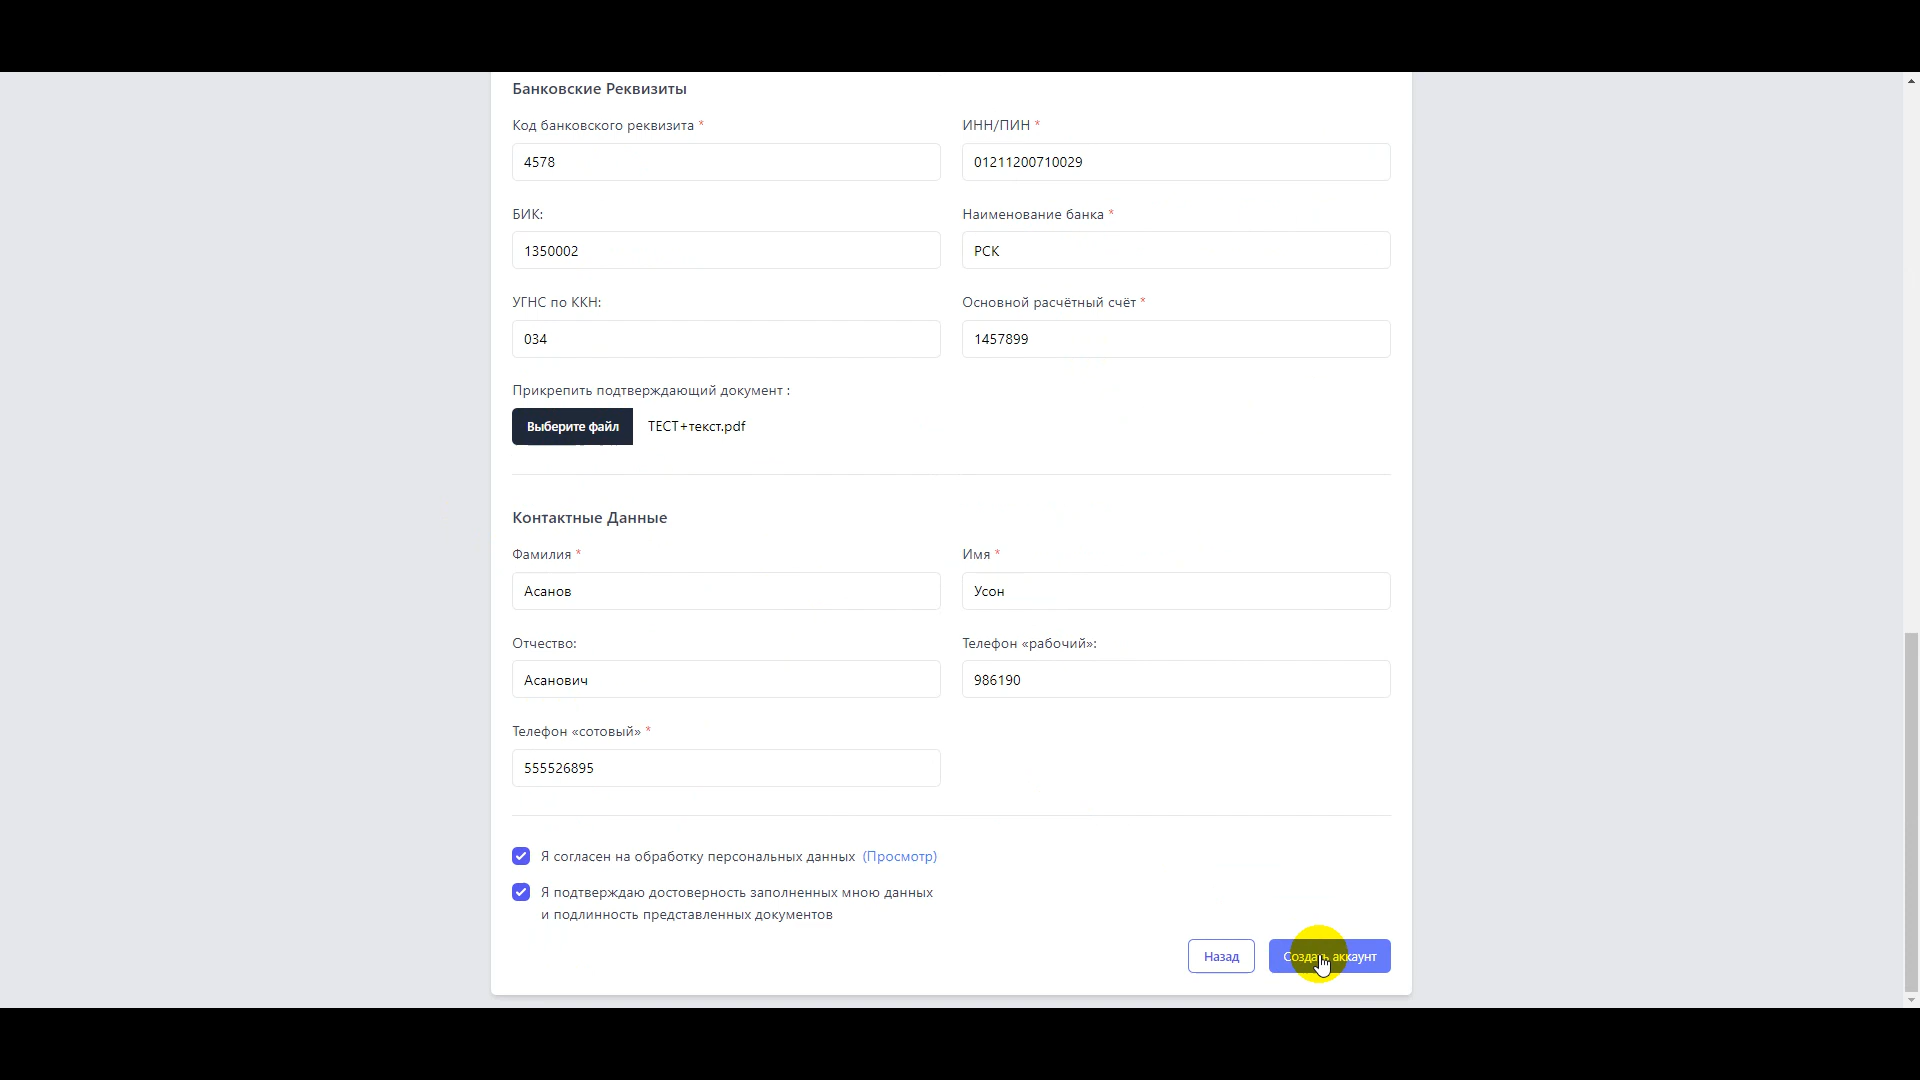 Банковские Реквизиты
Код банковского реквизита *
ИНН/ПИН *
4578
01211200710029
БИК:
Наименование банка *
1350002
РСК
УГНС по ККН:
Основной расчётный счёт *
034
1457899
Прикрепить подтверждающий документ :
Выберите файл
ТЕСТ+текст.pdf
Контактные Данные
Фамилия *
Имя *
Асанов
Усон
Отчество:
Телефон «рабочий»:
Асанович
986190
Телефон «сотовый» *
555526895
Я согласен на обработку персональных данных (Просмотр)
Я подтверждаю достоверность заполненных мною данных
и подлинность представленных документов
Назад
Создать аккаунт